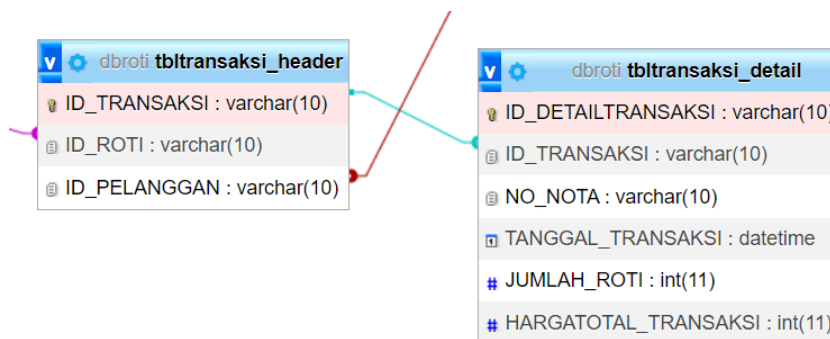 v dbroti tbltransaksi_header
ID_TRANSAKSI : varchar(10)
ID_ROTI : varchar(10)
ID_PELANGGAN : varchar(10)
v dbroti tbltransaksi_detail
ID_DETAILTRANSAKSI : varchar(10)
ID_TRANSAKSI : varchar(10)
NO_NOTA : varchar(10)
TANGGAL_TRANSAKSI : datetime
# JUMLAH_ROTI : int(11)
# HARGATOTAL_TRANSAKSI : int(11)